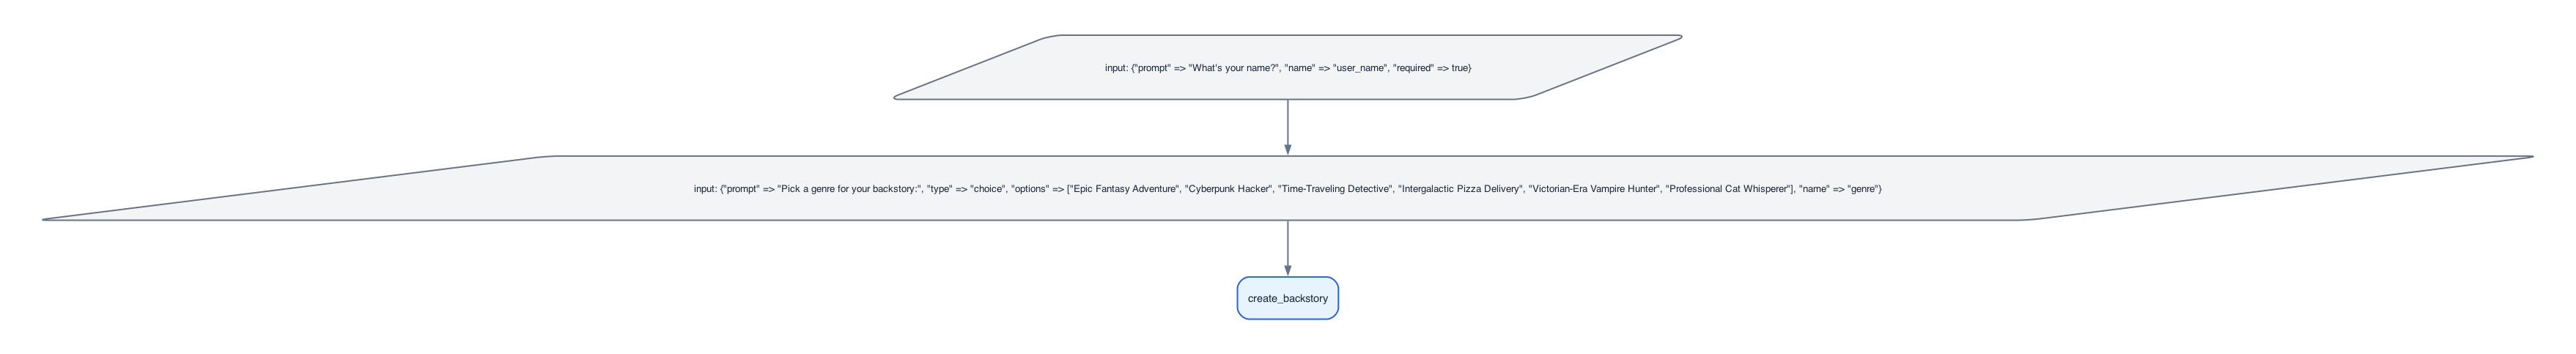 input: {"prompt" => "What's your name?", "name" => "user_name", "required" => true}
input: {"prompt" => "Pick a genre for your backstory:", "type" => "choice", "options" => ["Epic Fantasy Adventure", "Cyberpunk Hacker", "Time-Traveling Detective", "Intergalactic Pizza Delivery", "Victorian-Era Vampire Hunter", "Professional Cat Whisperer"], "name" => "genre"}
create_backstory